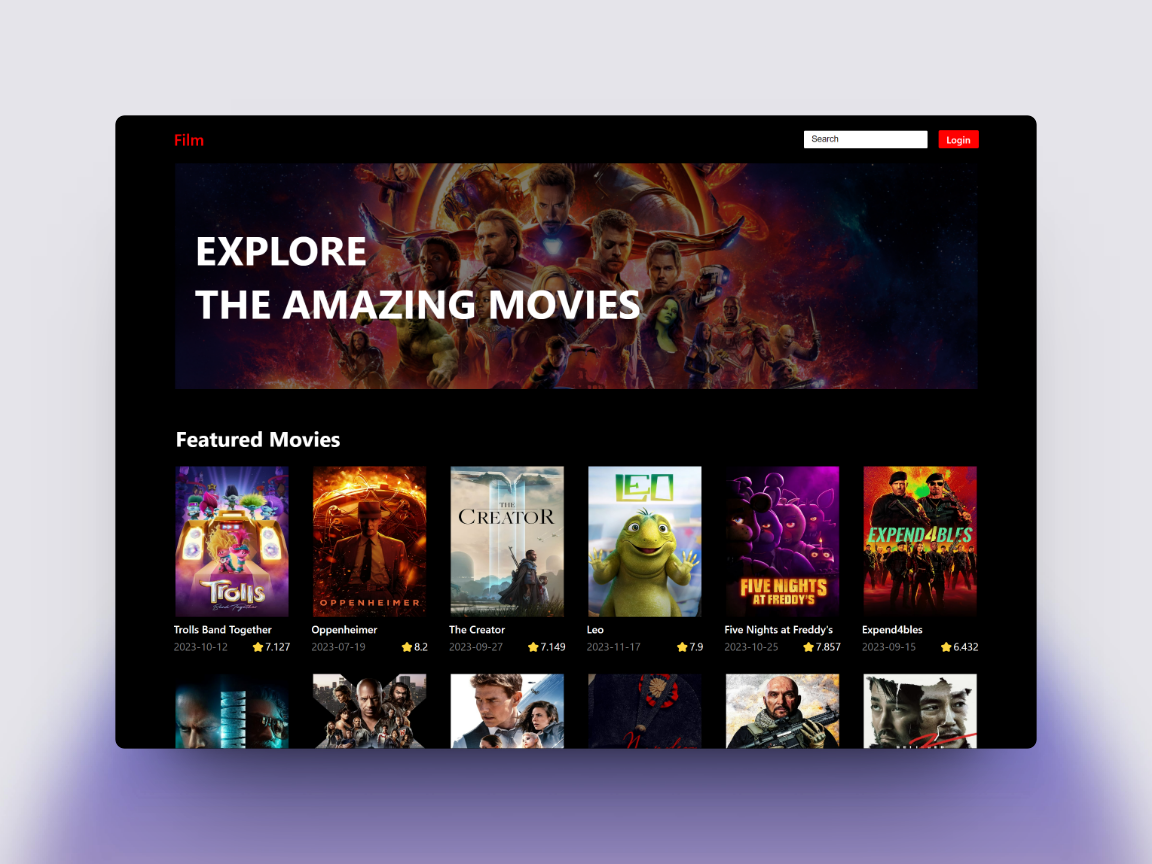 Film
Search
Login
EXPLORE
THE AMAZING MOVIES
Featured Movies
Trolls
Band Together
OPPENHEIMER
THE
CREATOR
LEO
FIVE NIGHTS
AT FREDDY'S
EXPEND4BLES
Trolls Band Together
2023-10-12 7.127
Oppenheimer
2023-07-19 8.2
The Creator
2023-09-27 7.149
Leo
2023-11-17 7.9
Five Nights at Freddy's
2023-10-25 7.857
Expend4bles
2023-09-15 6.432